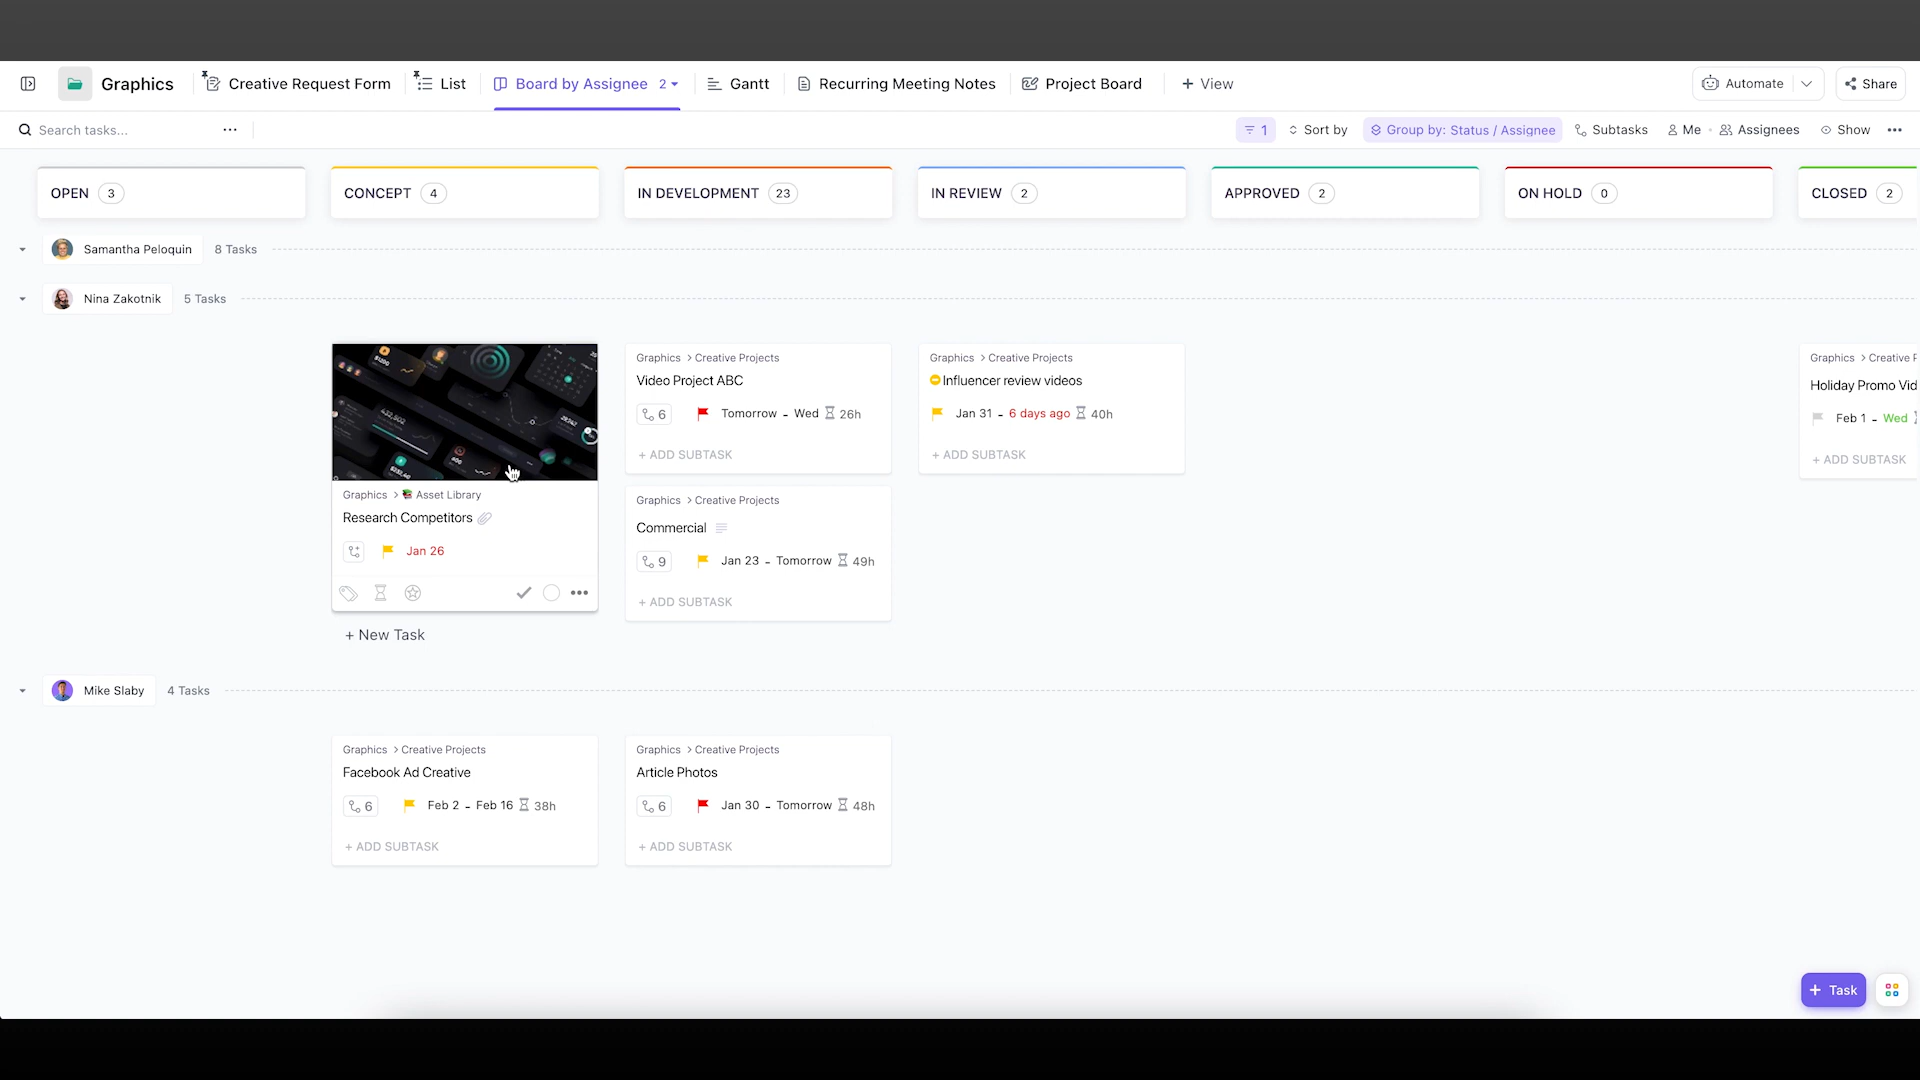 Graphics
Creative Request Form
List
Board by Assignee 2
Gantt
Recurring Meeting Notes
Project Board
+ View
Automate
Share
Search tasks...
1
Sort by
Group by: Status / Assignee
Subtasks
Me
Assignees
Show
OPEN 3
CONCEPT 4
IN DEVELOPMENT 23
IN REVIEW 2
APPROVED 2
ON HOLD 0
CLOSED 2
Samantha Peloquin 8 Tasks
Nina Zakotnik 5 Tasks
Graphics > Asset Library
Research Competitors
Jan 26
+ New Task
Graphics > Creative Projects
Video Project ABC
6 Tomorrow - Wed 26h
+ ADD SUBTASK
Graphics > Creative Projects
Commercial
9 Jan 23 - Tomorrow 49h
+ ADD SUBTASK
Graphics > Creative Projects
Influencer review videos
Jan 31 - 6 days ago 40h
+ ADD SUBTASK
Graphics > Creative P
Holiday Promo Vid
Feb 1 - Wed
+ ADD SUBTASK
Mike Slaby 4 Tasks
Graphics > Creative Projects
Facebook Ad Creative
6 Feb 2 - Feb 16 38h
+ ADD SUBTASK
Graphics > Creative Projects
Article Photos
6 Jan 30 - Tomorrow 48h
+ ADD SUBTASK
+ Task